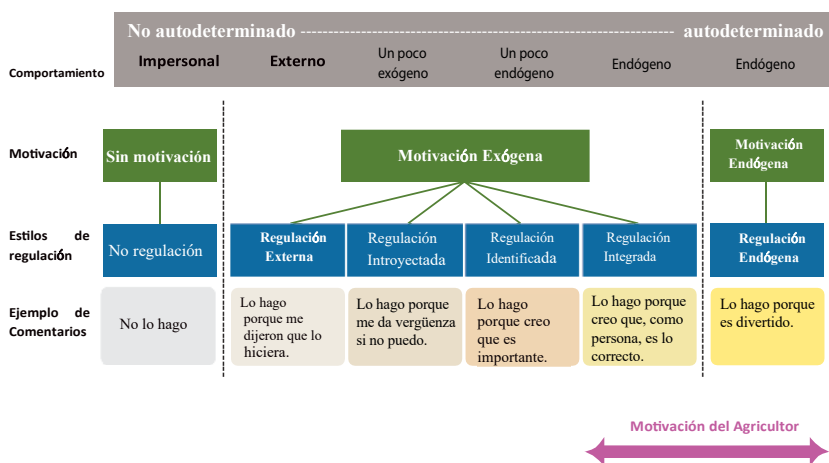 No autodeterminado ---------------------------------------------------------- autodeterminado
Comportamiento
Impersonal
Externo
Un poco
exógeno
Un poco
endógeno
Endógeno
Endógeno
Motivación
Sin motivación
Motivación Exógena
Motivación
Endógena
Estilos de
regulación
No regulación
Regulación
Externa
Regulación
Introyectada
Regulación
Identificada
Regulación
Integrada
Regulación
Endógena
Ejemplo de
Comentarios
No lo hago
Lo hago
porque me
dijeron que lo
hiciera.
Lo hago porque
me da vergüenza
si no puedo.
Lo hago
porque creo
que es
importante.
Lo hago porque
creo que, como
persona, es lo
correcto.
Lo hago porque
es divertido.
Motivación del Agricultor